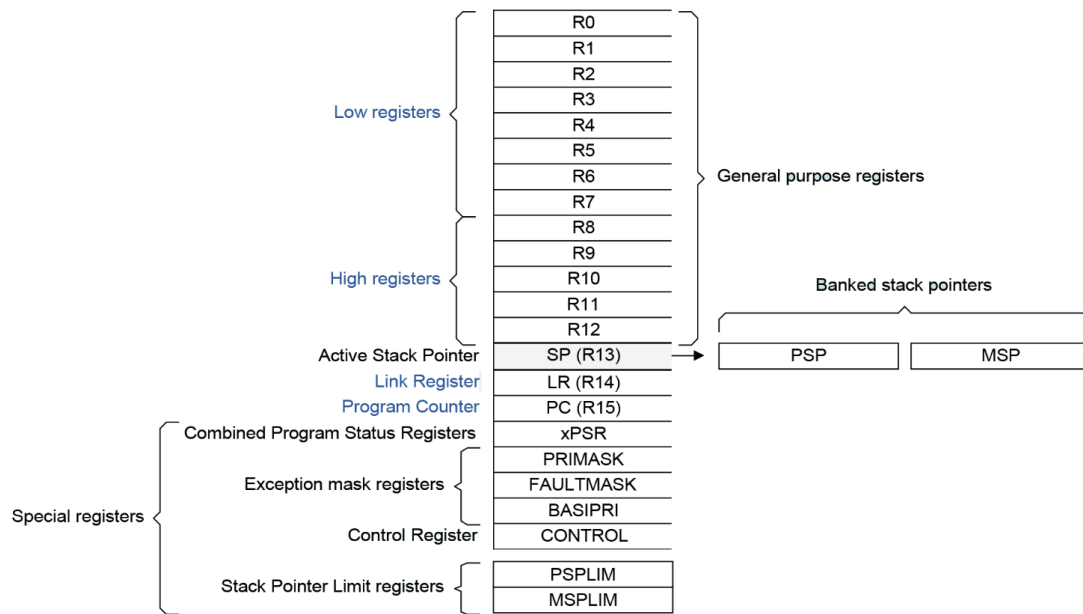 R0
R1
R2
R3
Low registers
R4
R5
R6
General purpose registers
R7
R8
R9
High registers
R10
Banked stack pointers
R11
R12
Active Stack Pointer
SP (R13)
PSP
MSP
Link Register
LR (R14)
Program Counter
PC (R15)
Combined Program Status Registers
xPSR
PRIMASK
Exception mask registers
FAULTMASK
Special registers
BASIPRI
Control Register
CONTROL
PSPLIM
Stack Pointer Limit registers
MSPLIM